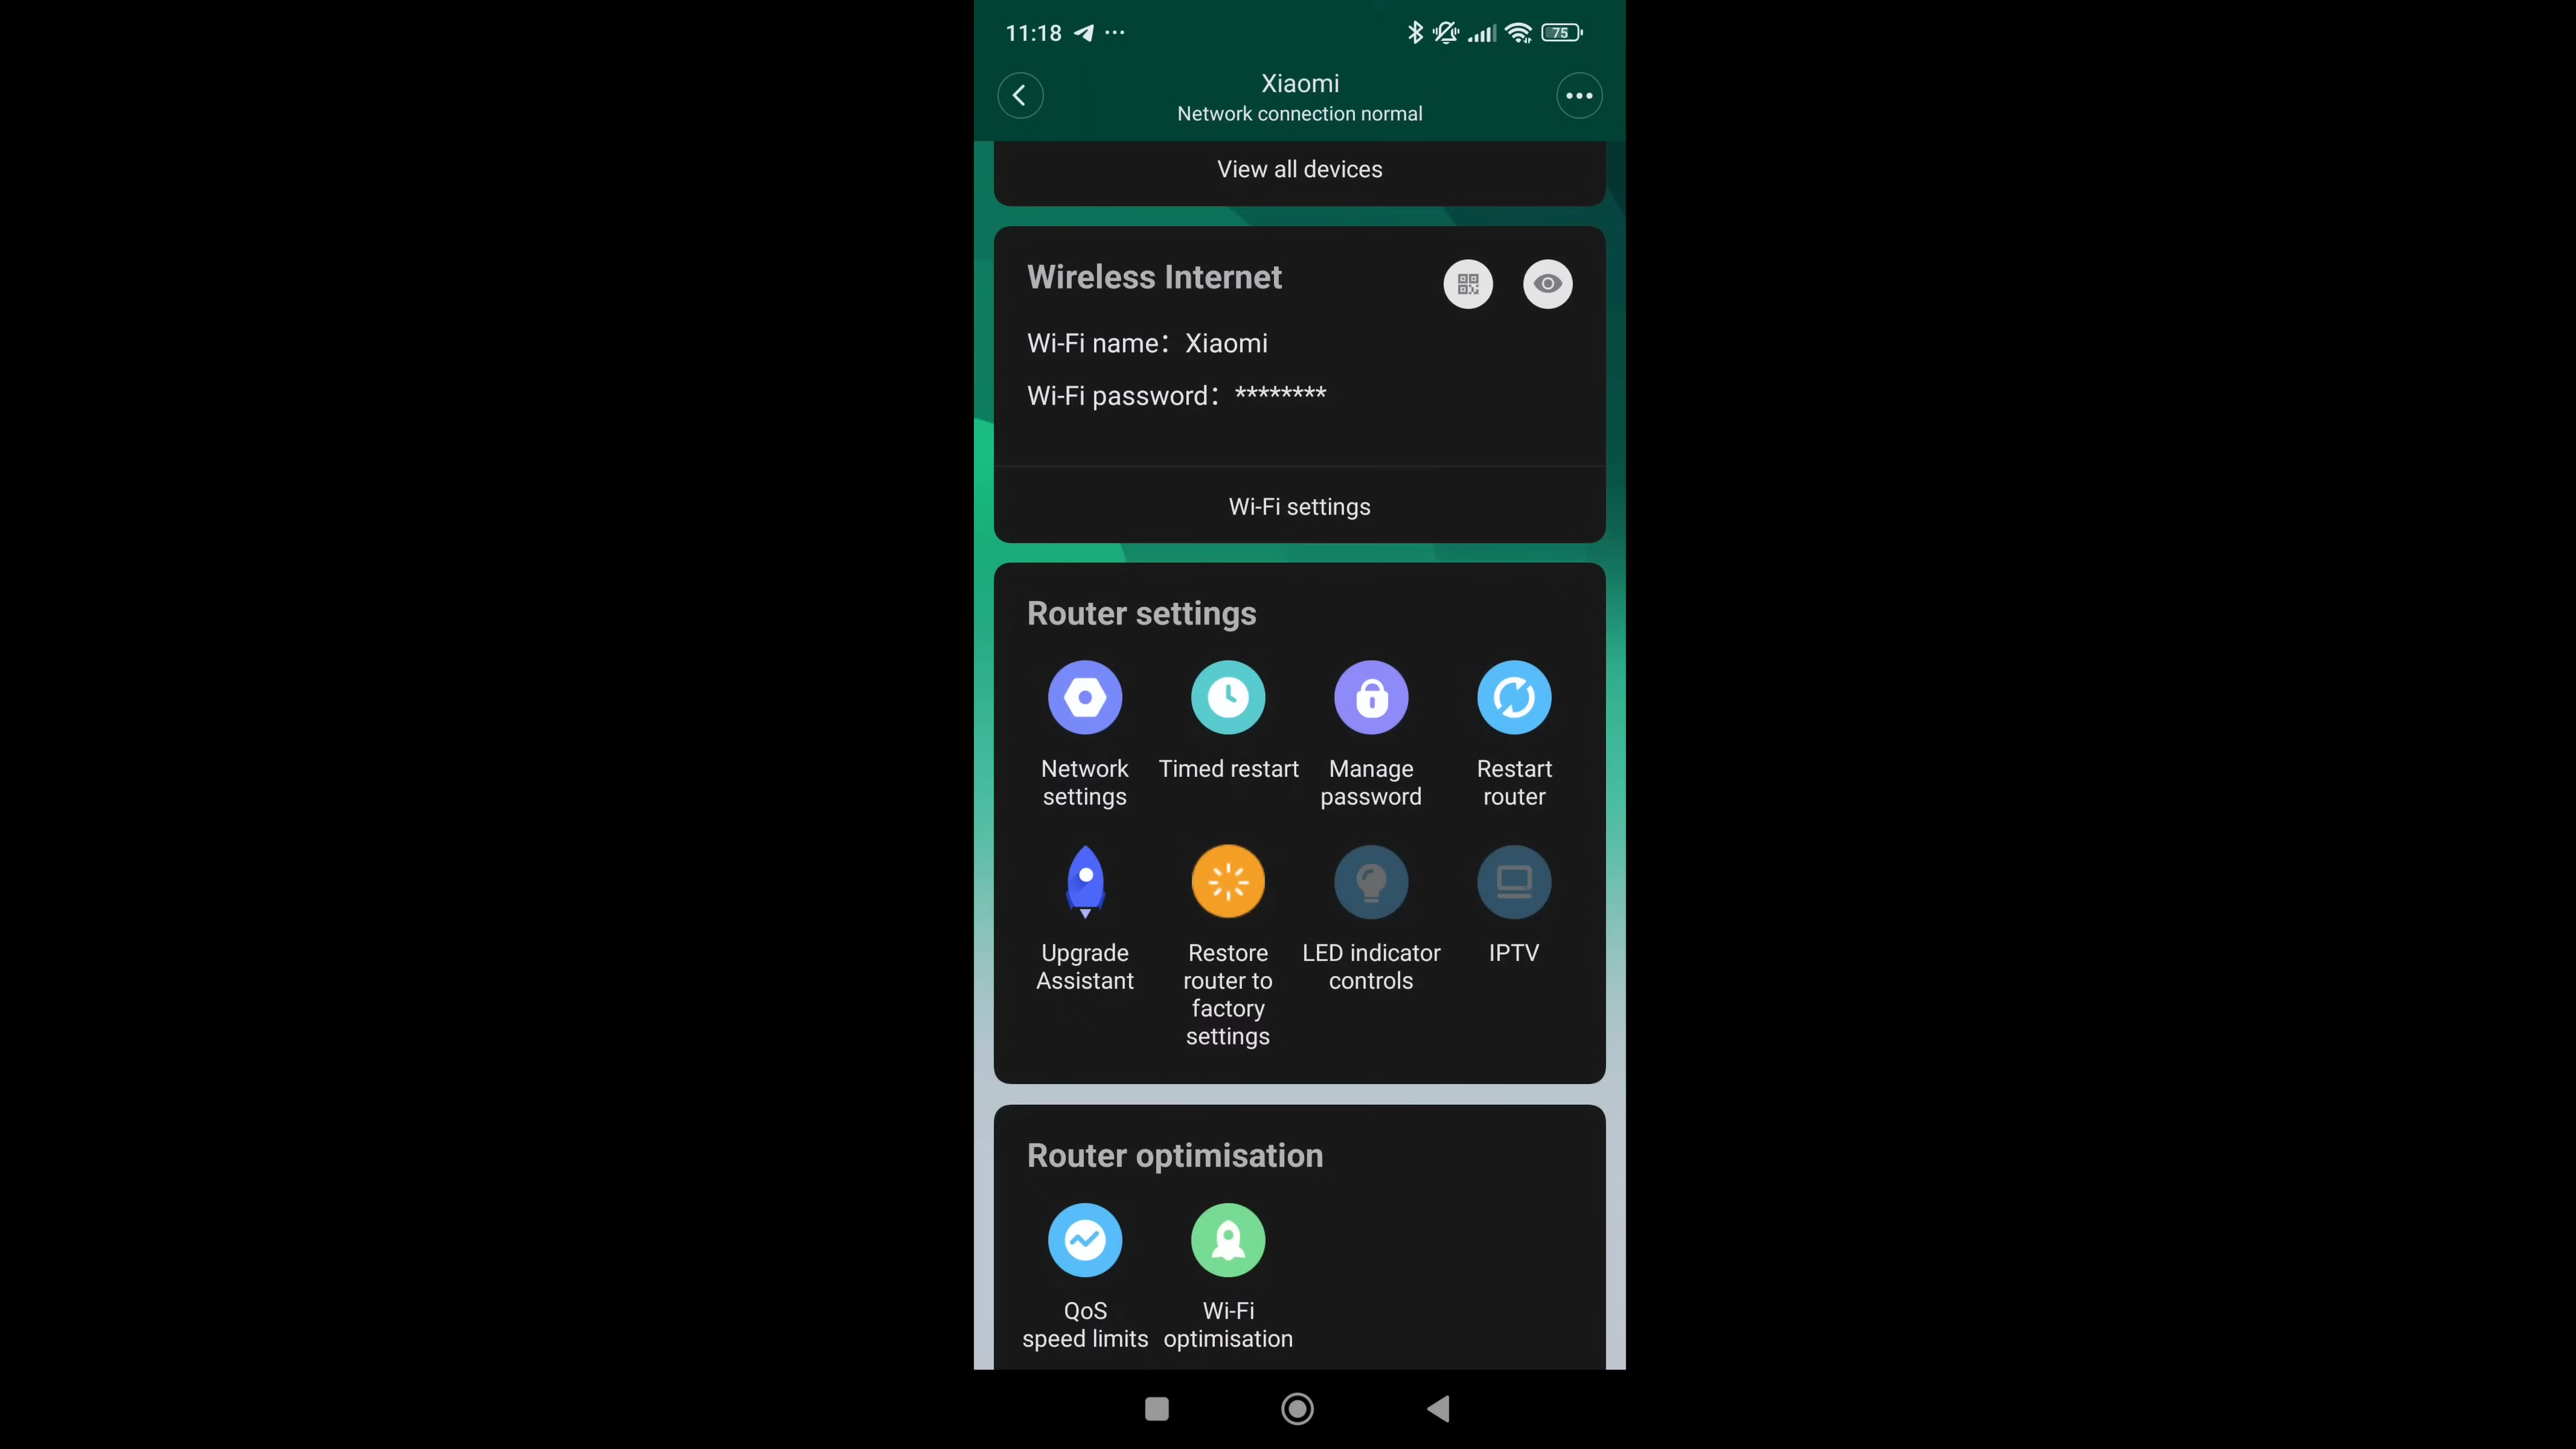 11:18
75
Xiaomi
Network connection normal
View all devices
Wireless Internet
Wi-Fi name： Xiaomi
Wi-Fi password： ********
Wi-Fi settings
Router settings
Network
settings
Timed restart
Manage
password
Restart
router
Upgrade
Assistant
Restore
router to
factory
settings
LED indicator
controls
IPTV
Router optimisation
QoS
speed limits
Wi-Fi
optimisation